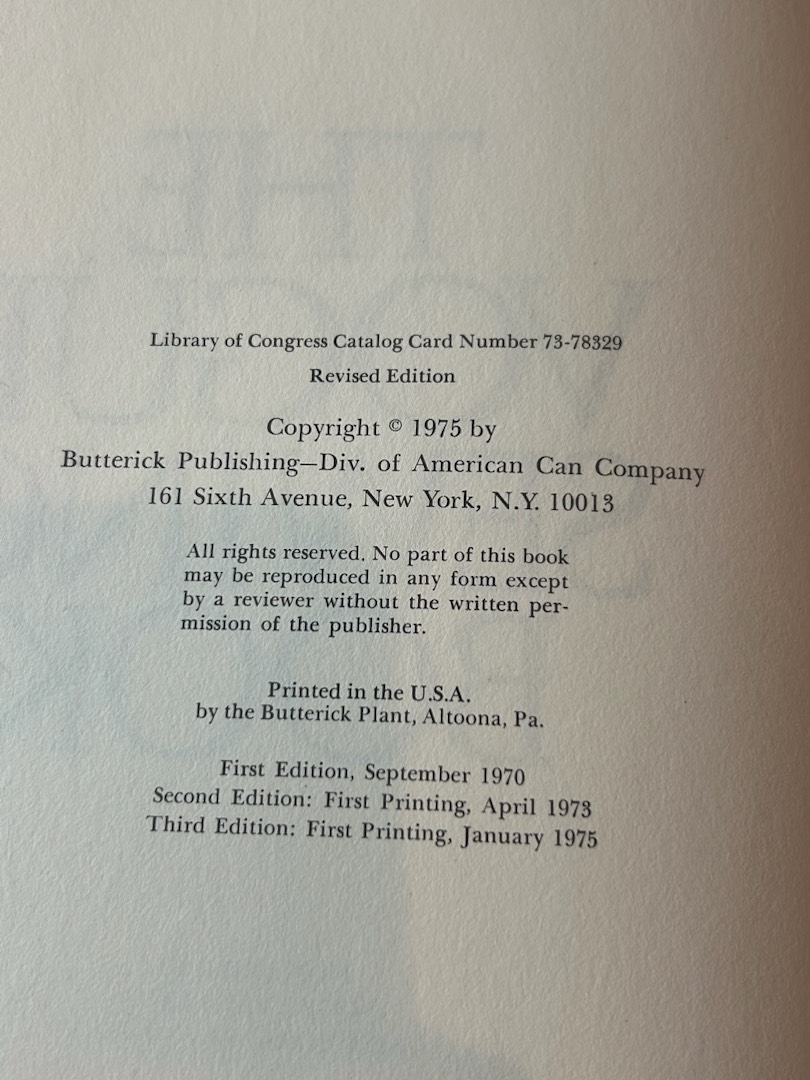 Library of Congress Catalog Card Number 73-78329
Revised Edition
Copyright © 1975 by
Butterick Publishing—Div. of American Can Company
161 Sixth Avenue, New York, N.Y. 10013
All rights reserved. No part of this book
may be reproduced in any form except
by a reviewer without the written per-
mission of the publisher.
Printed in the U.S.A.
by the Butterick Plant, Altoona, Pa.
First Edition, September 1970
Second Edition: First Printing, April 1973
Third Edition: First Printing, January 1975